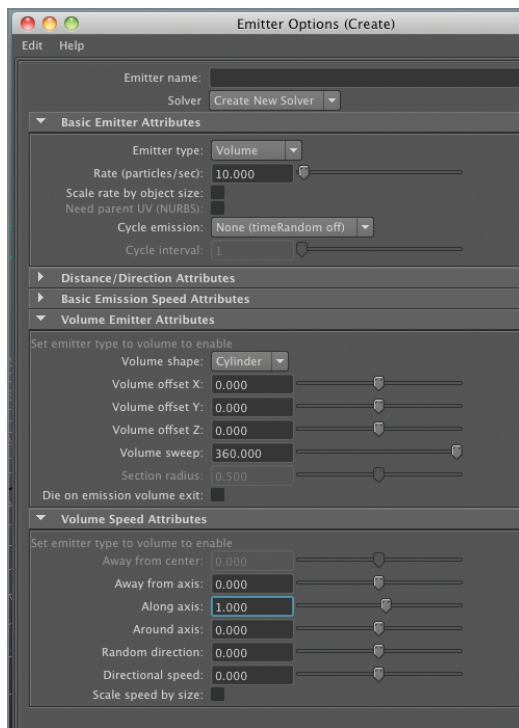 Emitter Options (Create)
Edit Help
Emitter name:
Solver Create New Solver
Basic Emitter Attributes
Emitter type: Volume
Rate (particles/sec): 10.000
Scale rate by object size:
Need parent UV (NURBS):
Cycle emission: None (timeRandom off)
Cycle interval: 1
Distance/Direction Attributes
Basic Emission Speed Attributes
Volume Emitter Attributes
Set emitter type to volume to enable
Volume shape: Cylinder
Volume offset X: 0.000
Volume offset Y: 0.000
Volume offset Z: 0.000
Volume sweep: 360.000
Section radius: 0.500
Die on emission volume exit:
Volume Speed Attributes
Set emitter type to volume to enable
Away from center: 0.000
Away from axis: 0.000
Along axis: 1.000
Around axis: 0.000
Random direction: 0.000
Directional speed: 0.000
Scale speed by size: